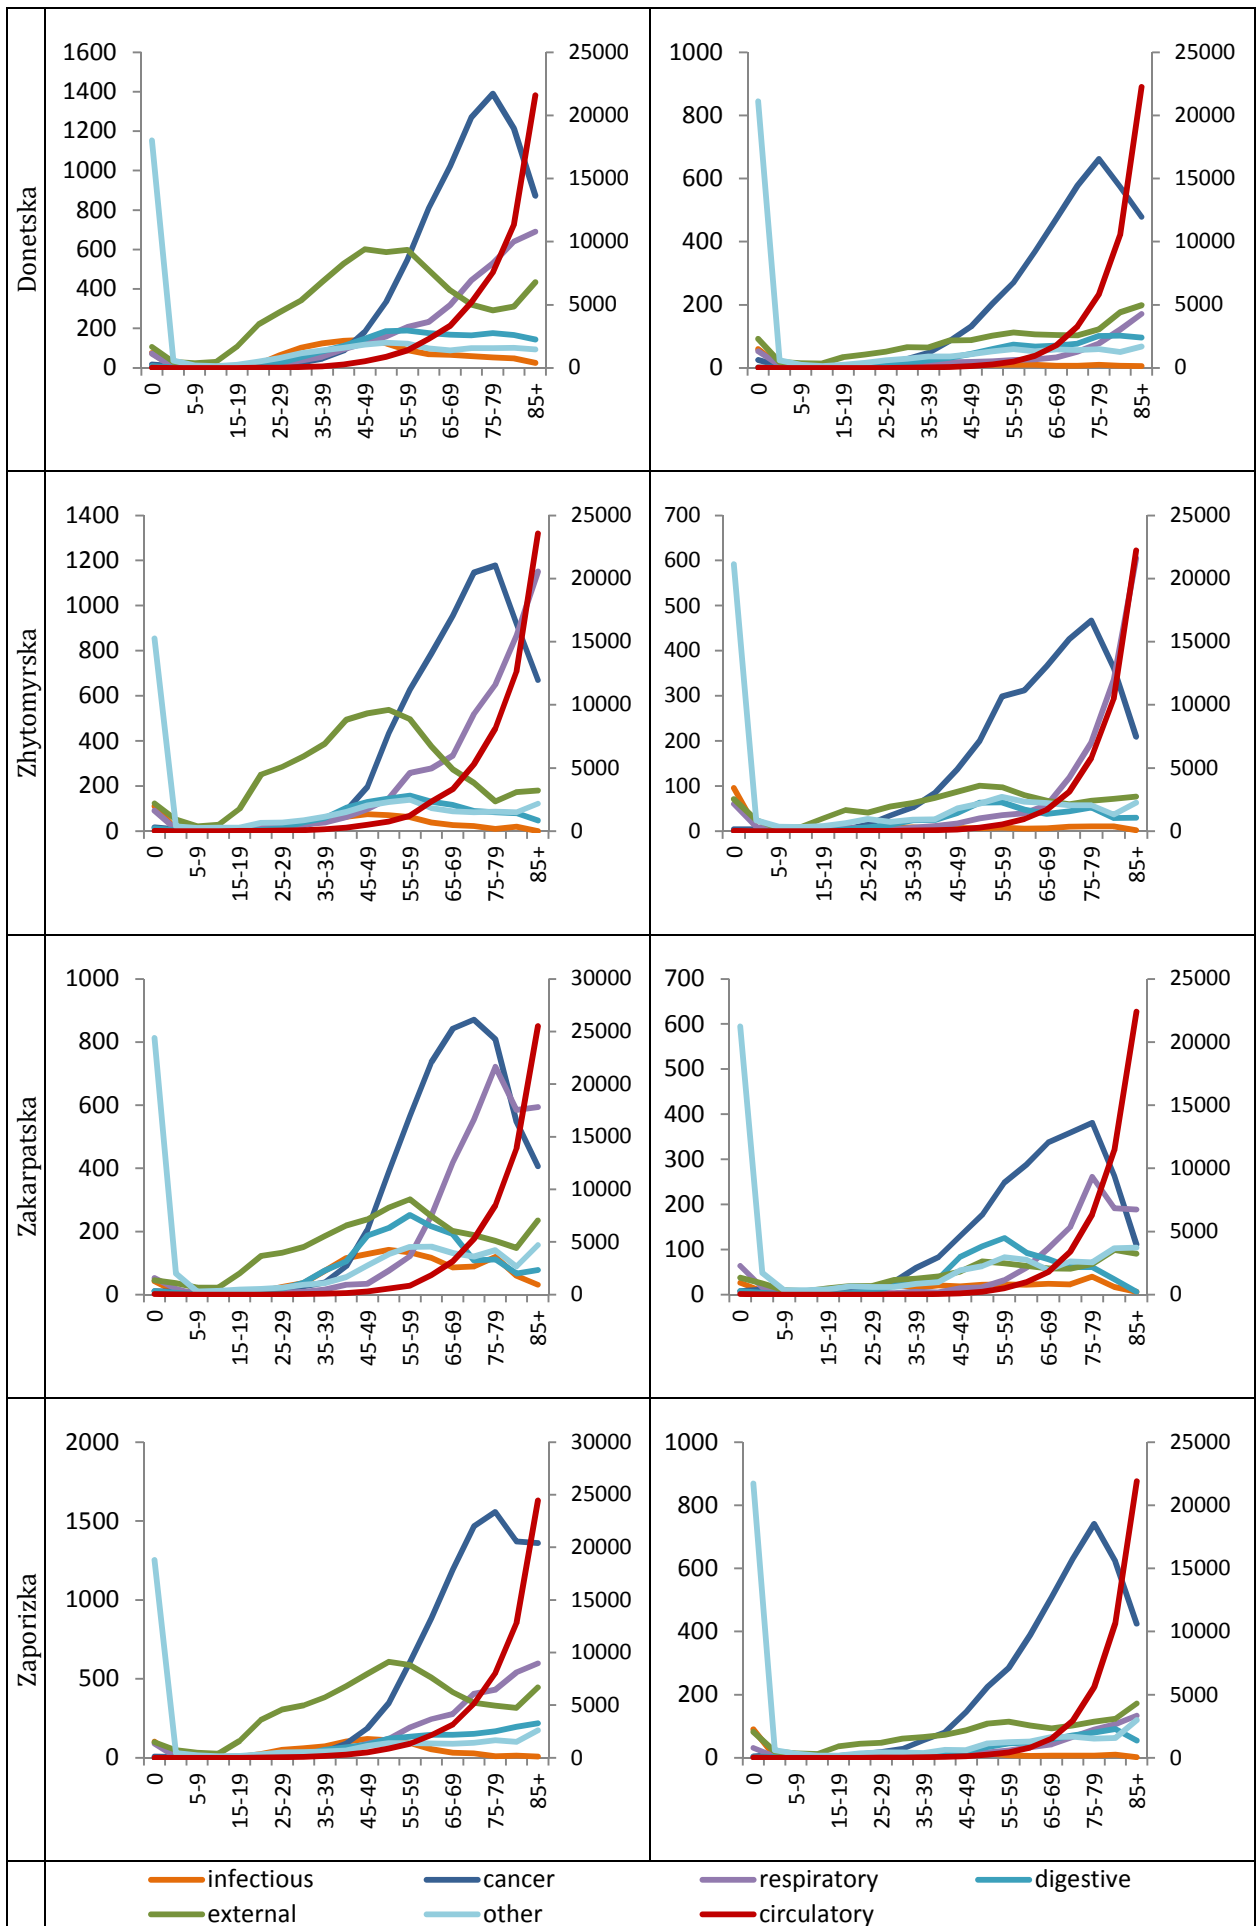 Donetska
1600 25000 1000 25000
1400
1200 20000 800 20000
1000 15000 600 15000
800
600 10000 400 10000
400 5000 200 5000
200
0 0 0 0
0 5-9 15-19 25-29 35-39 45-49 55-59 65-69 75-79 85+ 0 5-9 15-19 25-29 35-39 45-49 55-59 65-69 75-79 85+
Zhytomyrska
1400 25000 700 25000
1200 20000 600 20000
1000 500
800 15000 400 15000
600 10000 300 10000
400 200
200 5000 100 5000
0 0 0 0
0 5-9 15-19 25-29 35-39 45-49 55-59 65-69 75-79 85+ 0 5-9 15-19 25-29 35-39 45-49 55-59 65-69 75-79 85+
Zakarpatska
1000 30000 700 25000
800 25000 600 20000
600 20000 500 15000
400 15000 400
200 10000 300 10000
5000 200
100 5000
0 0 0 0
0 5-9 15-19 25-29 35-39 45-49 55-59 65-69 75-79 85+ 0 5-9 15-19 25-29 35-39 45-49 55-59 65-69 75-79 85+
Zaporizka
2000 30000 1000 25000
1500 25000 800 20000
1000 20000 600 15000
15000
500 10000 400 10000
5000 200 5000
0 0 0 0
0 5-9 15-19 25-29 35-39 45-49 55-59 65-69 75-79 85+ 0 5-9 15-19 25-29 35-39 45-49 55-59 65-69 75-79 85+
infectious cancer respiratory digestive
external other circulatory